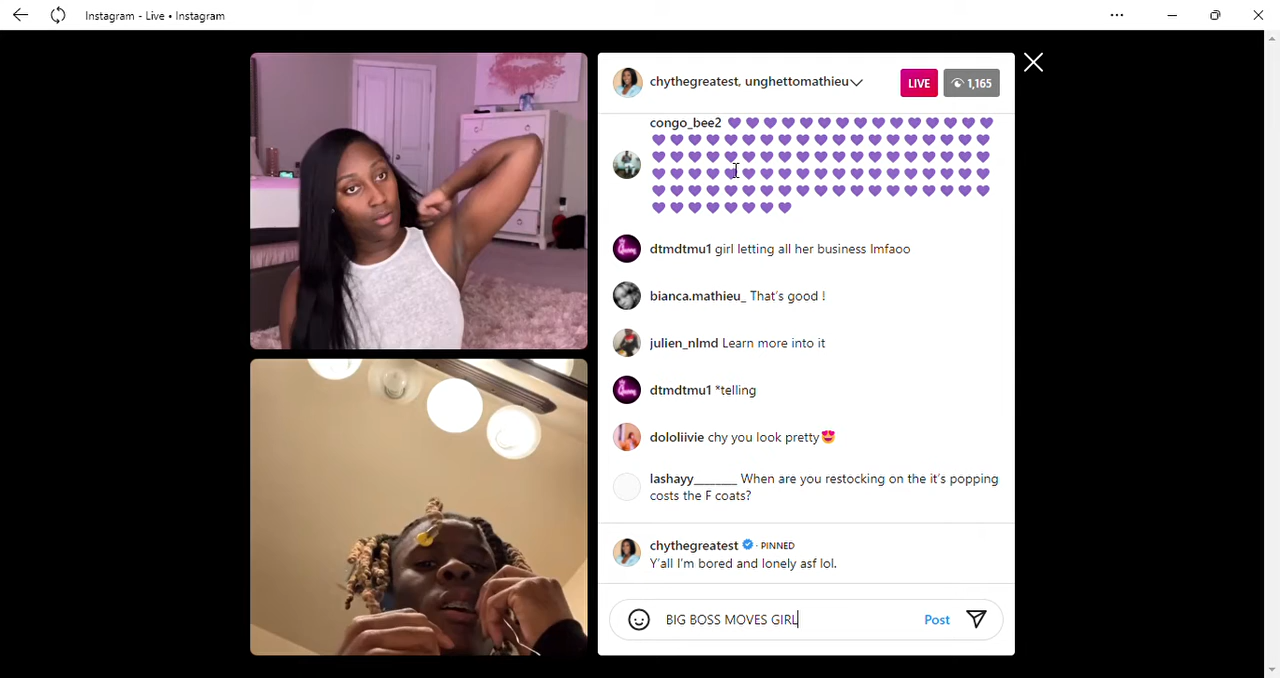 Instagram - Live • Instagram
chythegreatest, unghettomathieu
LIVE
1,165
congo_bee2 💜💜💜💜💜💜💜💜💜💜💜💜💜💜💜
💜💜💜💜💜💜💜💜💜💜💜💜💜💜💜💜💜💜💜
💜💜💜💜💜💜💜💜💜💜💜💜💜💜💜💜💜💜💜
💜💜💜💜💜💜💜💜💜💜💜💜💜💜💜💜💜💜💜
💜💜💜💜💜💜💜💜💜💜💜💜💜💜💜💜💜💜💜
💜💜💜💜💜💜💜💜
dtmdtmu1 girl letting all her business lmfaoo
bianca.mathieu_ That's good !
julien_nlmd Learn more into it
dtmdtmu1 *telling
dololiivie chy you look pretty😍
lashayy________ When are you restocking on the it's popping
costs the F coats?
chythegreatest · PINNED
Y'all I'm bored and lonely asf lol.
BIG BOSS MOVES GIRL
Post